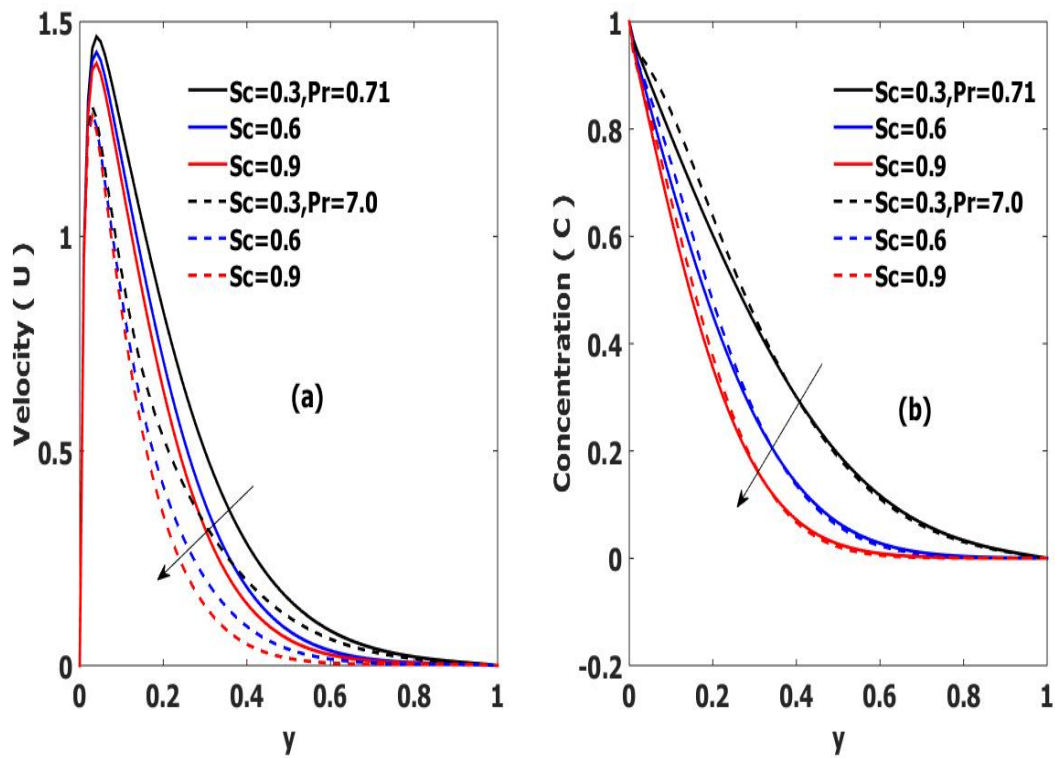 1.5
1
0.5
0
Velocity ( U )
Sc=0.3,Pr=0.71
Sc=0.6
Sc=0.9
Sc=0.3,Pr=7.0
Sc=0.6
Sc=0.9
(a)
0 0.2 0.4 0.6 0.8 1
y
1
0.8
0.6
0.4
0.2
0
-0.2
Concentration ( C )
Sc=0.3,Pr=0.71
Sc=0.6
Sc=0.9
Sc=0.3,Pr=7.0
Sc=0.6
Sc=0.9
(b)
0 0.2 0.4 0.6 0.8 1
y